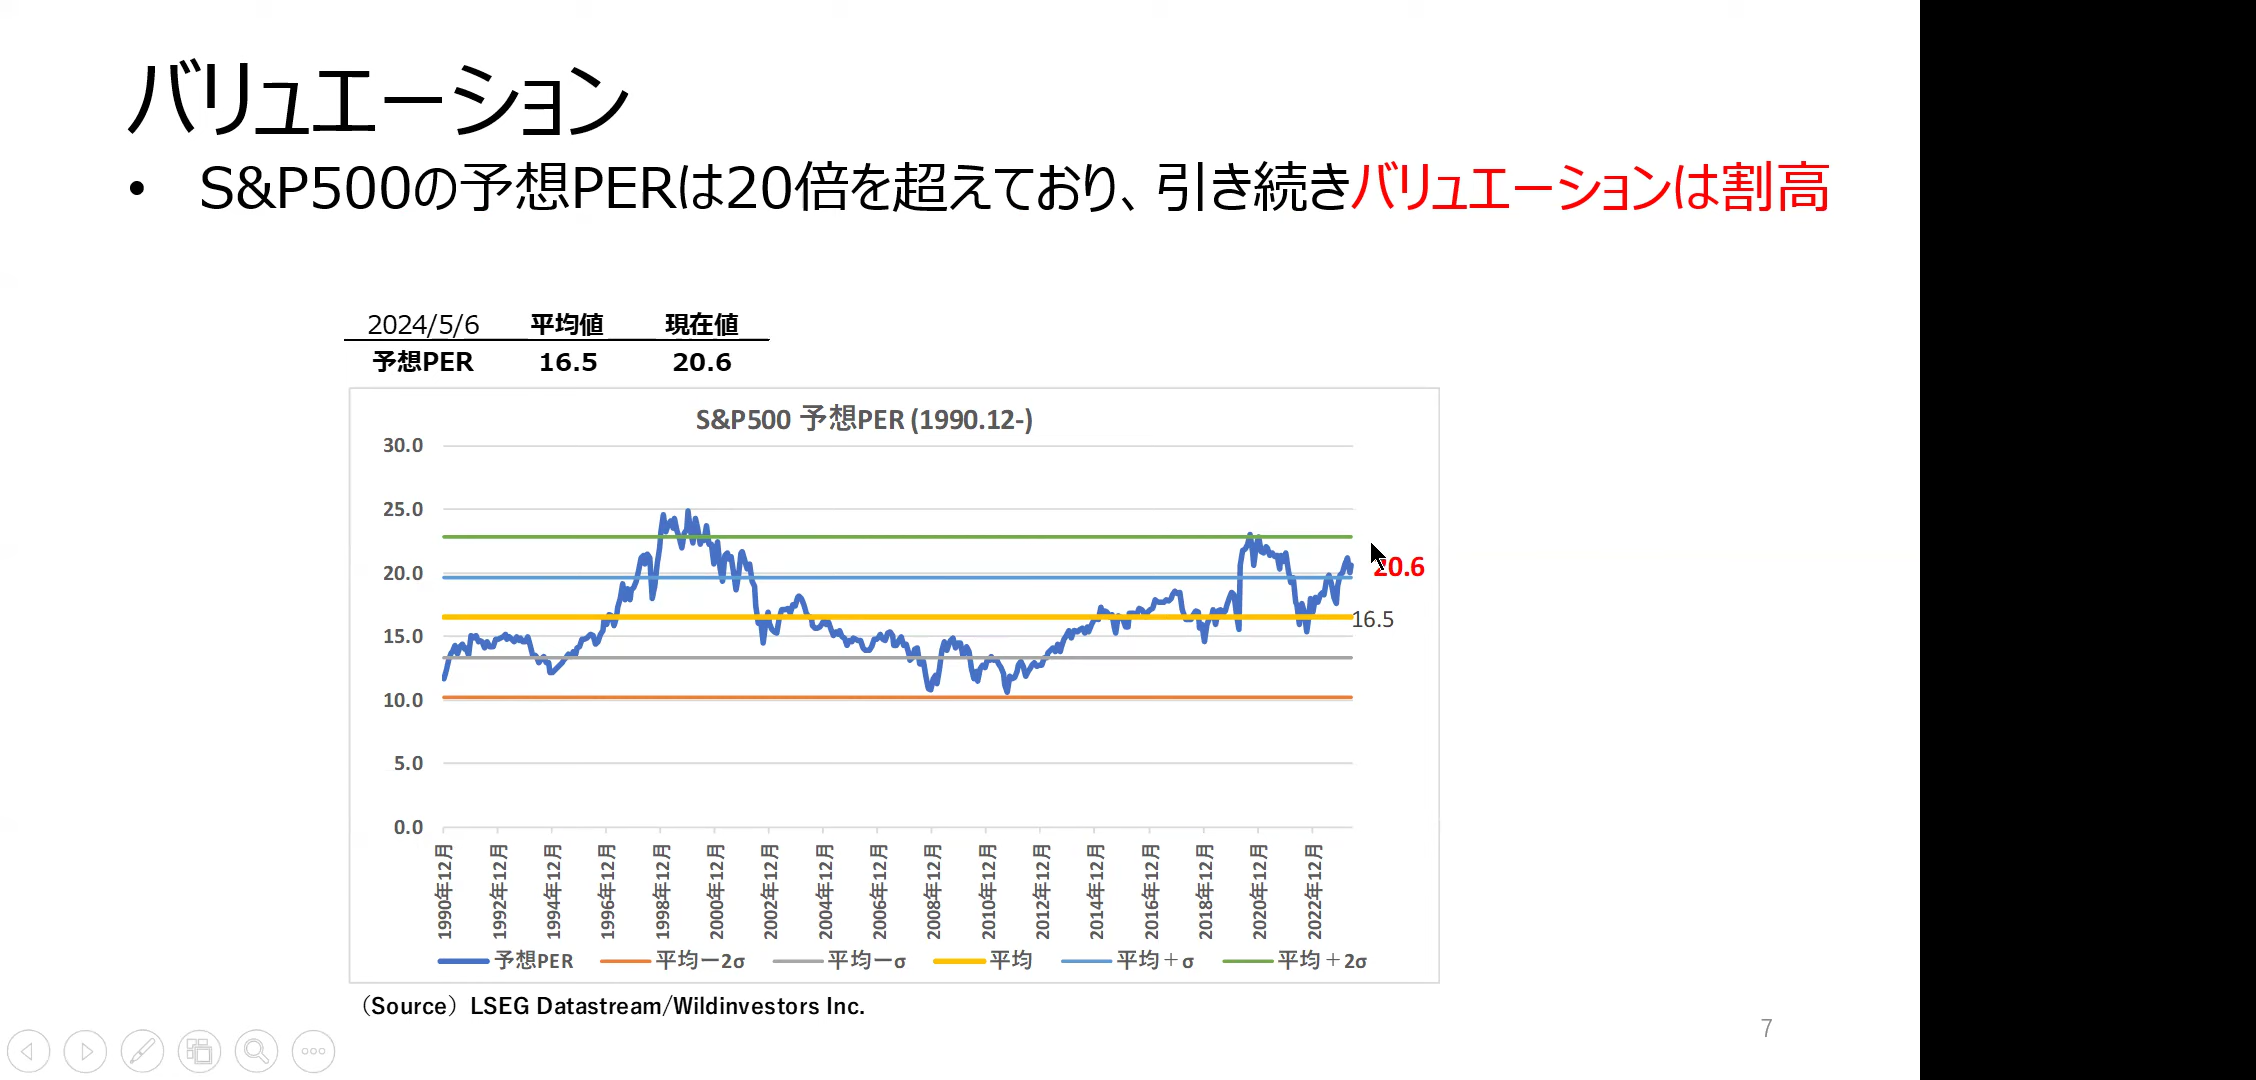 バリュエーション
• S&P500の予想PERは20倍を超えており、引き続きバリュエーションは割高
2024/5/6 平均値 現在値
予想PER 16.5 20.6
S&P500 予想PER (1990.12-)
30.0
25.0
20.0
15.0
10.0
5.0
0.0
20.6
16.5
1990年12月 1992年12月 1994年12月 1996年12月 1998年12月 2000年12月 2002年12月 2004年12月 2006年12月 2008年12月 2010年12月 2012年12月 2014年12月 2016年12月 2018年12月 2020年12月 2022年12月
予想PER 平均ー2σ 平均ーσ 平均 平均＋σ 平均＋2σ
（Source）LSEG Datastream/Wildinvestors Inc.
7